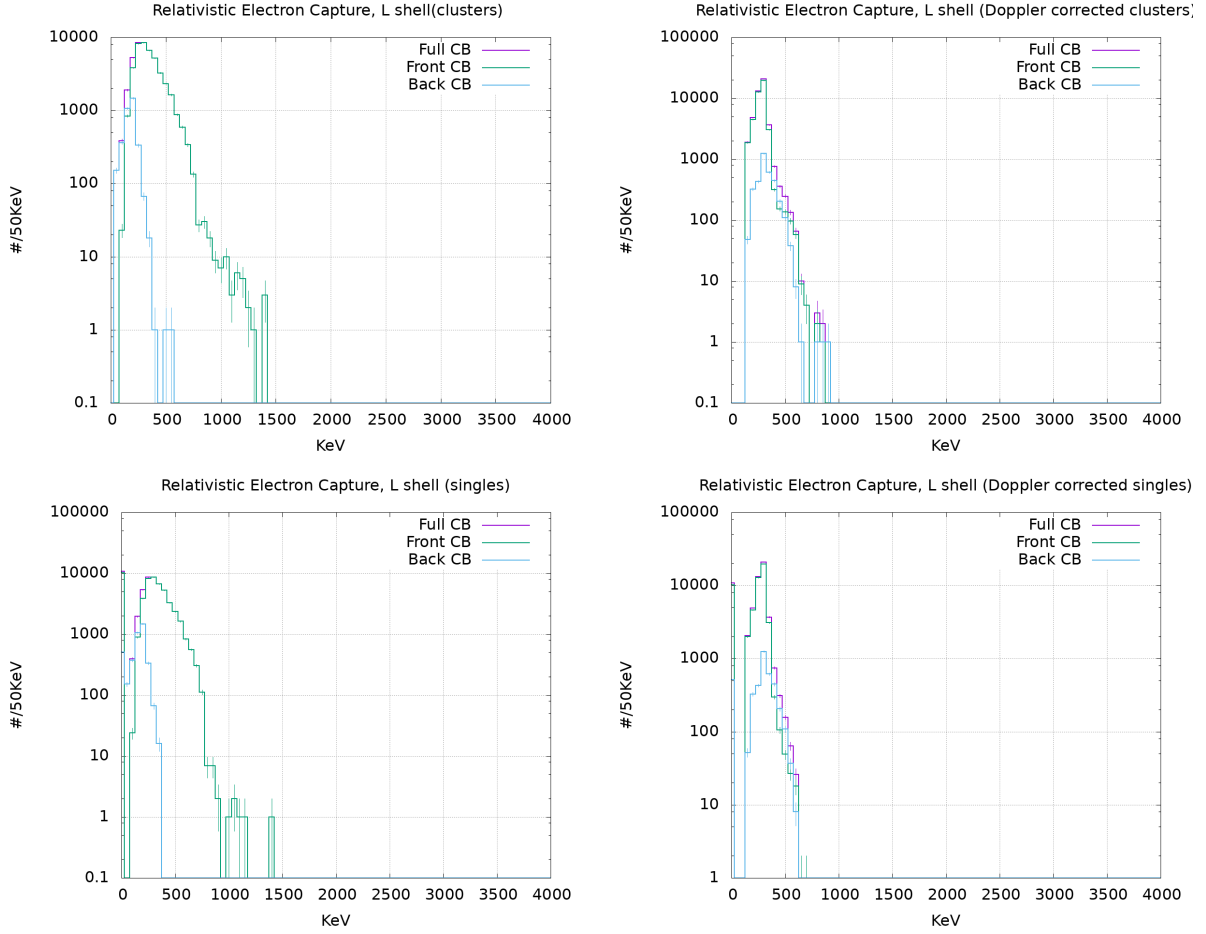 Relativistic Electron Capture, L shell(clusters)
10000
1000
100
10
1
0.1
#/50KeV
0 500 1000 1500 2000 2500 3000 3500 4000
KeV
Full CB
Front CB
Back CB
Relativistic Electron Capture, L shell (Doppler corrected clusters)
100000
10000
1000
100
10
1
0.1
#/50KeV
0 500 1000 1500 2000 2500 3000 3500 4000
KeV
Full CB
Front CB
Back CB
Relativistic Electron Capture, L shell (singles)
100000
10000
1000
100
10
1
0.1
#/50KeV
0 500 1000 1500 2000 2500 3000 3500 4000
KeV
Full CB
Front CB
Back CB
Relativistic Electron Capture, L shell (Doppler corrected singles)
100000
10000
1000
100
10
1
#/50KeV
0 500 1000 1500 2000 2500 3000 3500 4000
KeV
Full CB
Front CB
Back CB